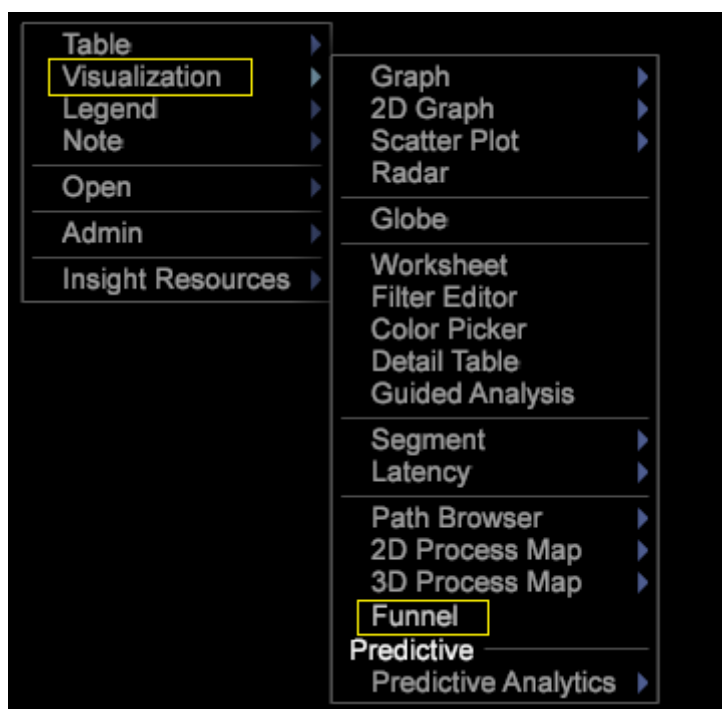 Table
Visualization
Legend
Note
Open
Admin
Insight Resources
Graph
2D Graph
Scatter Plot
Radar
Globe
Worksheet
Filter Editor
Color Picker
Detail Table
Guided Analysis
Segment
Latency
Path Browser
2D Process Map
3D Process Map
Funnel
Predictive
Predictive Analytics